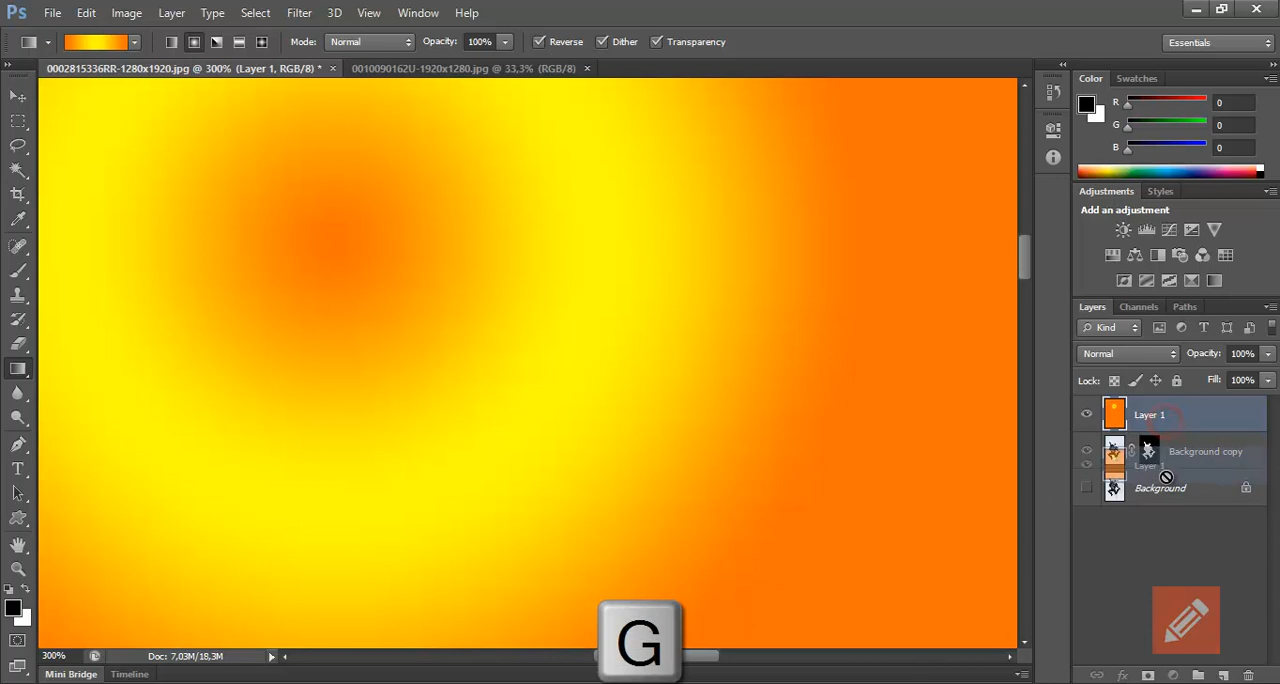 Ps File Edit Image Layer Type Select Filter 3D View Window Help
Mode: Normal Opacity: 100% Reverse Dither Transparency Essentials
0002815336RR-1280x1920.jpg @ 300% (Layer 1, RGB/8) * × 0010090162U-1920x1280.jpg @ 33,3% (RGB/8) ×
Color Swatches
R 0
G 0
B 0
Adjustments Styles
Add an adjustment
Layers Channels Paths
Kind
Normal Opacity: 100%
Lock: Fill: 100%
Layer 1
Background copy
Layer 1
Background
G
300% Doc: 7,03M/18,3M
Mini Bridge Timeline